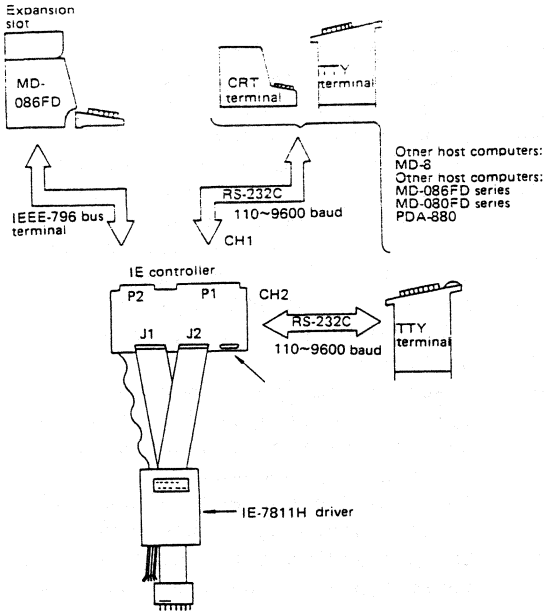 Expansion
slot
MD-
086FD
CRT
terminal
TTY
terminal
Other host computers:
MD-8
Other host computers:
MD-086FD series
MD-080FD series
PDA-880
IEEE-796 bus
terminal
RS-232C
110~9600 baud
CH1
IE controller
P2 P1
CH2
J1 J2
RS-232C
110~9600 baud
TTY
terminal
IE-7811H driver